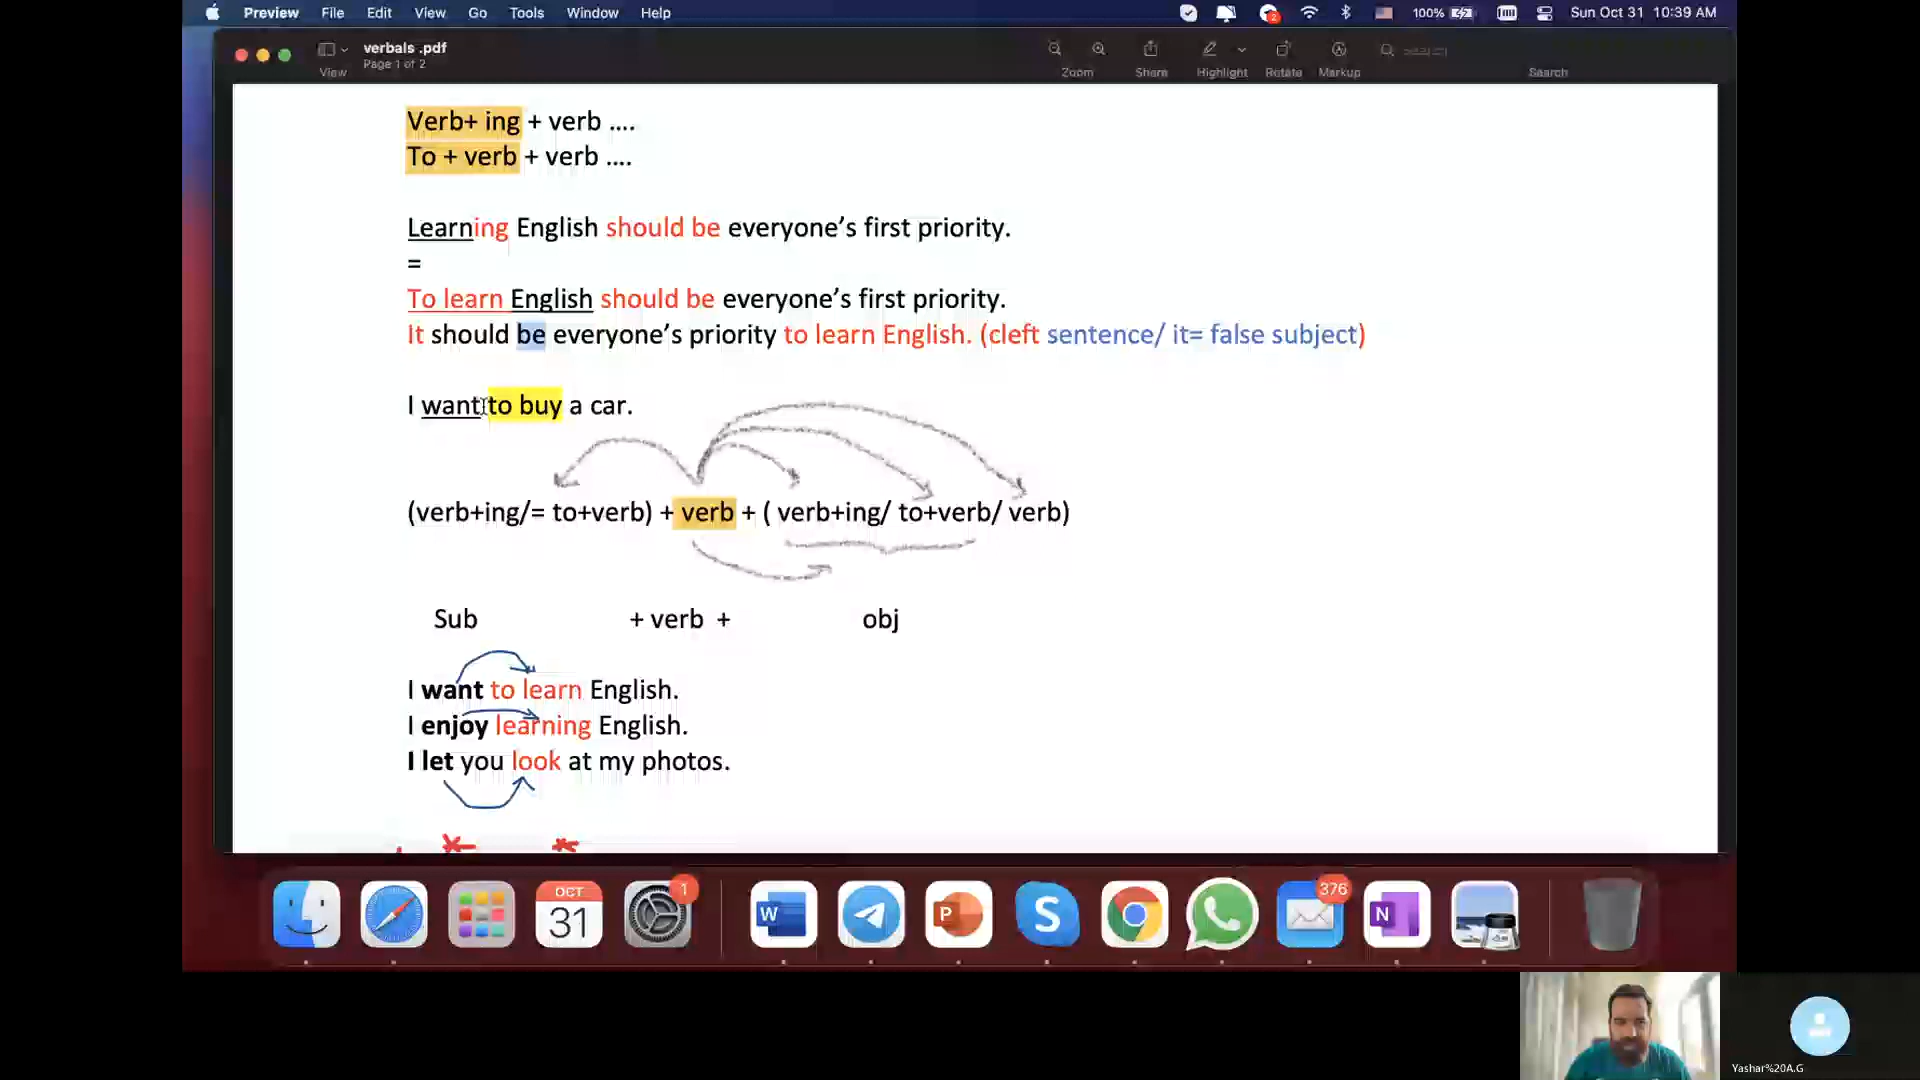 Preview File Edit View Go Tools Window Help 2 100% Sun Oct 31 10:39 AM
verbals .pdf
Page 1 of 2
View Zoom Share Highlight Rotate Markup Search
Search
Verb+ ing + verb ....
To + verb + verb ....
Learning English should be everyone’s first priority.
=
To learn English should be everyone’s first priority.
It should be everyone’s priority to learn English. (cleft sentence/ it= false subject)
I want to buy a car.
(verb+ing/= to+verb) + verb + ( verb+ing/ to+verb/ verb)
Sub + verb + obj
I want to learn English.
I enjoy learning English.
I let you look at my photos.
OCT
31
1
W
P
S
376
N
Yashar%20A.G